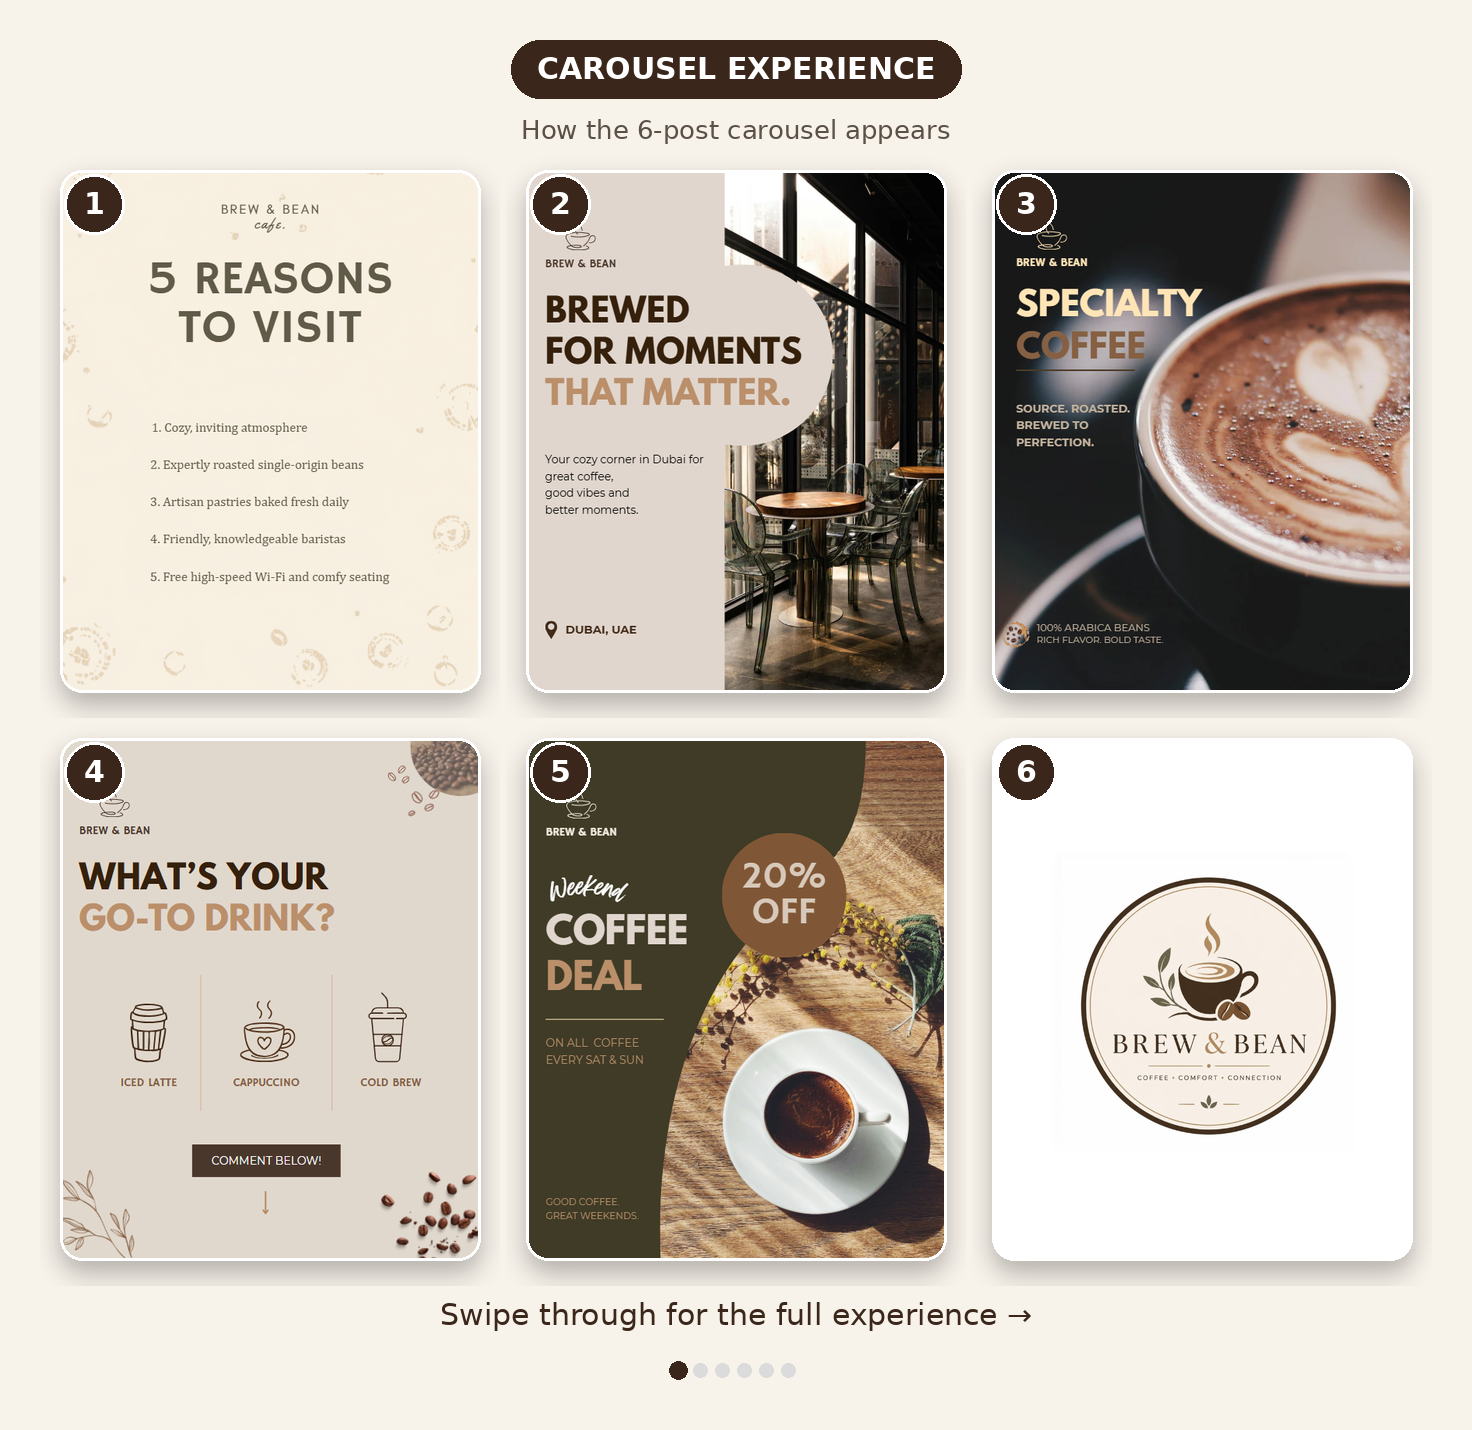 CAROUSEL EXPERIENCE
How the 6-post carousel appears
1
BREW & BEAN
cafe.
5 REASONS
TO VISIT
1. Cozy, inviting atmosphere
2. Expertly roasted single-origin beans
3. Artisan pastries baked fresh daily
4. Friendly, knowledgeable baristas
5. Free high-speed Wi-Fi and comfy seating
2
BREW & BEAN
BREWED
FOR MOMENTS
THAT MATTER.
Your cozy corner in Dubai for
great coffee,
good vibes and
better moments.
DUBAI, UAE
3
BREW & BEAN
SPECIALTY
COFFEE
SOURCE. ROASTED.
BREWED TO
PERFECTION.
100% ARABICA BEANS
RICH FLAVOR. BOLD TASTE.
4
BREW & BEAN
WHAT’S YOUR
GO-TO DRINK?
ICED LATTE
CAPPUCCINO
COLD BREW
COMMENT BELOW!
↓
5
BREW & BEAN
Weekend
COFFEE
DEAL
20%
OFF
ON ALL COFFEE
EVERY SAT & SUN
GOOD COFFEE.
GREAT WEEKENDS.
6
BREW & BEAN
COFFEE • COMFORT • CONNECTION
Swipe through for the full experience →